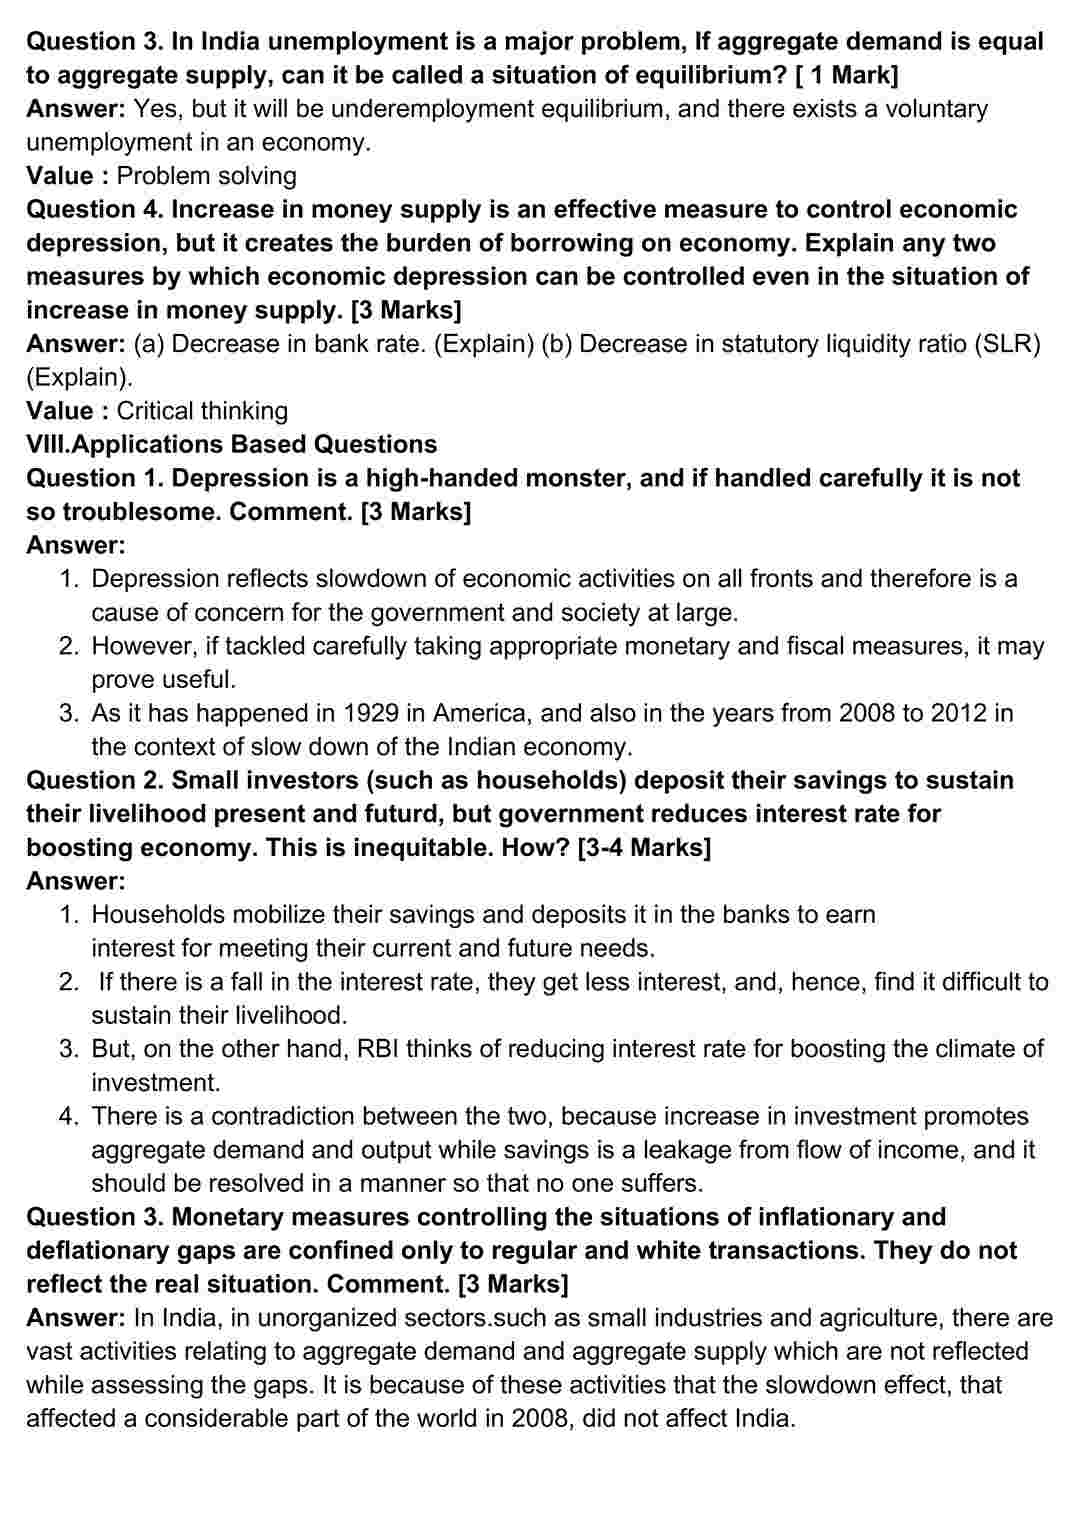 Question 3. In India unemployment is a major problem, If aggregate demand is equal
to aggregate supply, can it be called a situation of equilibrium? [ 1 Mark]
Answer: Yes, but it will be underemployment equilibrium, and there exists a voluntary
unemployment in an economy.
Value : Problem solving
Question 4. Increase in money supply is an effective measure to control economic
depression, but it creates the burden of borrowing on economy. Explain any two
measures by which economic depression can be controlled even in the situation of
increase in money supply. [3 Marks]
Answer: (a) Decrease in bank rate. (Explain) (b) Decrease in statutory liquidity ratio (SLR)
(Explain).
Value : Critical thinking
VIII.Applications Based Questions
Question 1. Depression is a high-handed monster, and if handled carefully it is not
so troublesome. Comment. [3 Marks]
Answer:
1. Depression reflects slowdown of economic activities on all fronts and therefore is a
cause of concern for the government and society at large.
2. However, if tackled carefully taking appropriate monetary and fiscal measures, it may
prove useful.
3. As it has happened in 1929 in America, and also in the years from 2008 to 2012 in
the context of slow down of the Indian economy.
Question 2. Small investors (such as households) deposit their savings to sustain
their livelihood present and futurd, but government reduces interest rate for
boosting economy. This is inequitable. How? [3-4 Marks]
Answer:
1. Households mobilize their savings and deposits it in the banks to earn
interest for meeting their current and future needs.
2. If there is a fall in the interest rate, they get less interest, and, hence, find it difficult to
sustain their livelihood.
3. But, on the other hand, RBI thinks of reducing interest rate for boosting the climate of
investment.
4. There is a contradiction between the two, because increase in investment promotes
aggregate demand and output while savings is a leakage from flow of income, and it
should be resolved in a manner so that no one suffers.
Question 3. Monetary measures controlling the situations of inflationary and
deflationary gaps are confined only to regular and white transactions. They do not
reflect the real situation. Comment. [3 Marks]
Answer: In India, in unorganized sectors.such as small industries and agriculture, there are
vast activities relating to aggregate demand and aggregate supply which are not reflected
while assessing the gaps. It is because of these activities that the slowdown effect, that
affected a considerable part of the world in 2008, did not affect India.